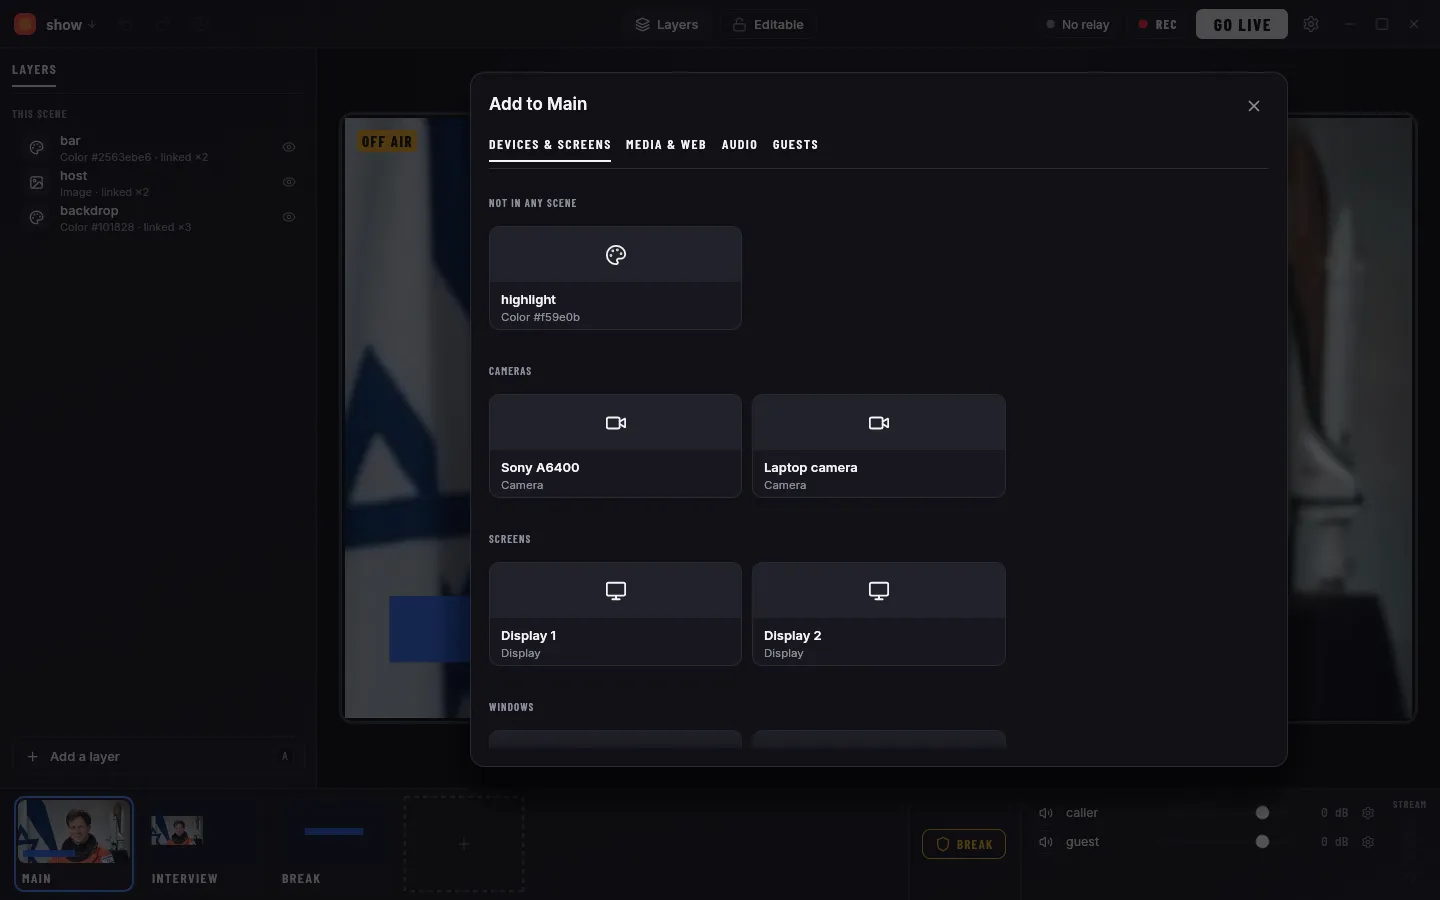 show
Layers
Editable
No relay
REC
GO LIVE
LAYERS
THIS SCENE
bar
Color #2563ebe6 · linked ×2
host
Image · linked ×2
backdrop
Color #101828 · linked ×3
Add a layer
A
OFF AIR
Add to Main
DEVICES & SCREENS
MEDIA & WEB
AUDIO
GUESTS
NOT IN ANY SCENE
highlight
Color #f59e0b
CAMERAS
Sony A6400
Camera
Laptop camera
Camera
SCREENS
Display 1
Display
Display 2
Display
WINDOWS
MAIN
INTERVIEW
BREAK
BREAK
caller
0 dB
guest
0 dB
STREAM